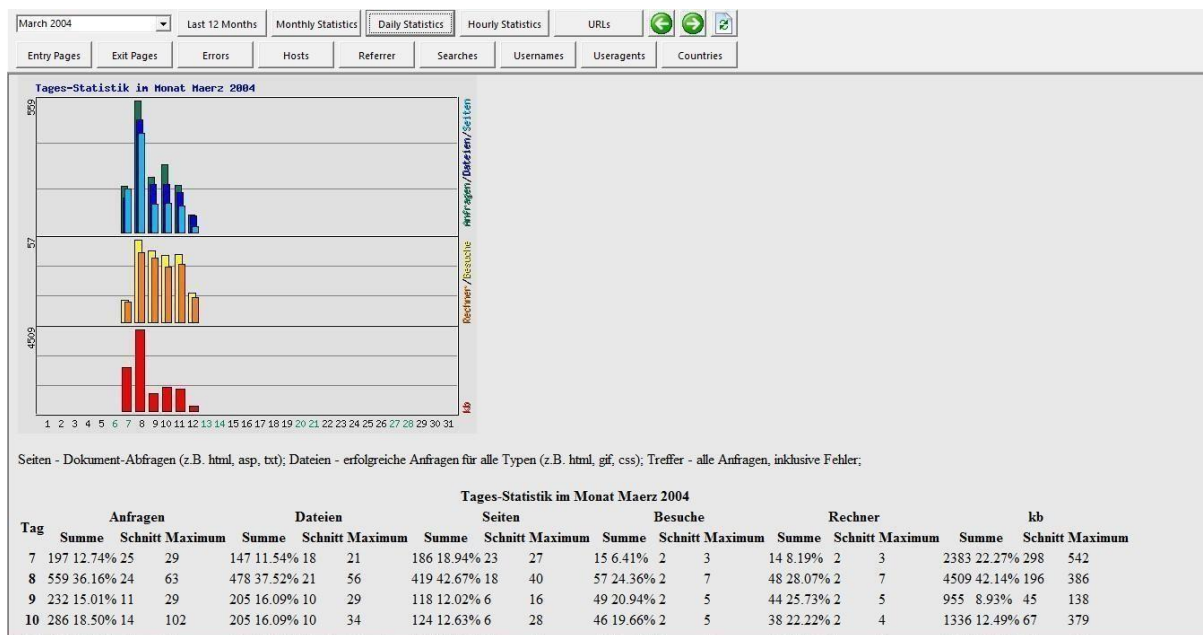 March 2004 Last 12 Months Monthly Statistics Daily Statistics Hourly Statistics URLs
Entry Pages Exit Pages Errors Hosts Referrer Searches Usernames Useragents Countries
Tages-Statistik im Monat Maerz 2004
559
Anfragen/Dateien/Seiten
57
Rechner/Besuche
4509
kb
1 2 3 4 5 6 7 8 9 10 11 12 13 14 15 16 17 18 19 20 21 22 23 24 25 26 27 28 29 30 31
Seiten - Dokument-Abfragen (z.B. html, asp, txt); Dateien - erfolgreiche Anfragen für alle Typen (z.B. html, gif, css); Treffer - alle Anfragen, inklusive Fehler;
Tages-Statistik im Monat Maerz 2004
Tag Anfragen Dateien Seiten Besuche Rechner kb
Summe Schnitt Maximum Summe Schnitt Maximum Summe Schnitt Maximum Summe Schnitt Maximum Summe Schnitt Maximum Summe Schnitt Maximum
7 197 12.74% 25 29 147 11.54% 18 21 186 18.94% 23 27 15 6.41% 2 3 14 8.19% 2 3 2383 22.27% 298 542
8 559 36.16% 24 63 478 37.52% 21 56 419 42.67% 18 40 57 24.36% 2 7 48 28.07% 2 7 4509 42.14% 196 386
9 232 15.01% 11 29 205 16.09% 10 29 118 12.02% 6 16 49 20.94% 2 5 44 25.73% 2 5 955 8.93% 45 138
10 286 18.50% 14 102 205 16.09% 10 34 124 12.63% 6 28 46 19.66% 2 5 38 22.22% 2 4 1336 12.49% 67 379